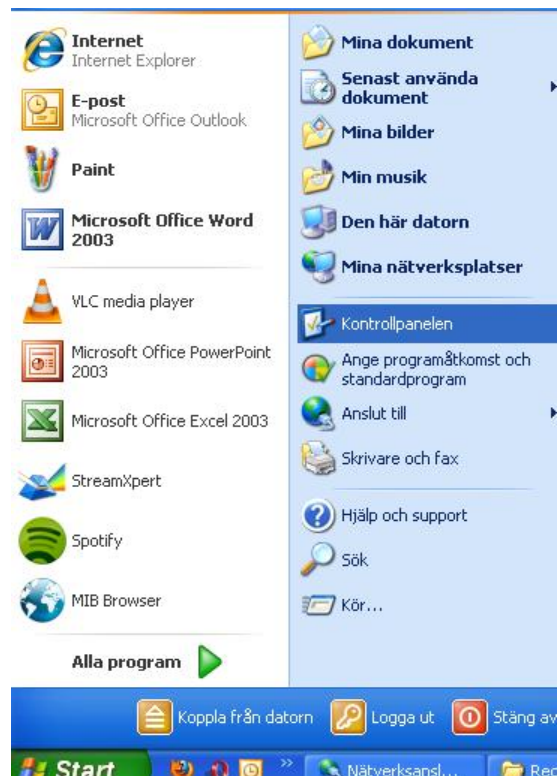 Internet
Internet Explorer
E-post
Microsoft Office Outlook
Paint
Microsoft Office Word
2003
VLC media player
Microsoft Office PowerPoint
2003
Microsoft Office Excel 2003
StreamXpert
Spotify
MIB Browser
Alla program
Mina dokument
Senast använda
dokument
Mina bilder
Min musik
Den här datorn
Mina nätverksplatser
Kontrollpanelen
Ange programåtkomst och
standardprogram
Anslut till
Skrivare och fax
Hjälp och support
Sök
Kör...
Koppla från datorn
Logga ut
Stäng av
Start
»
Nätverksansl...